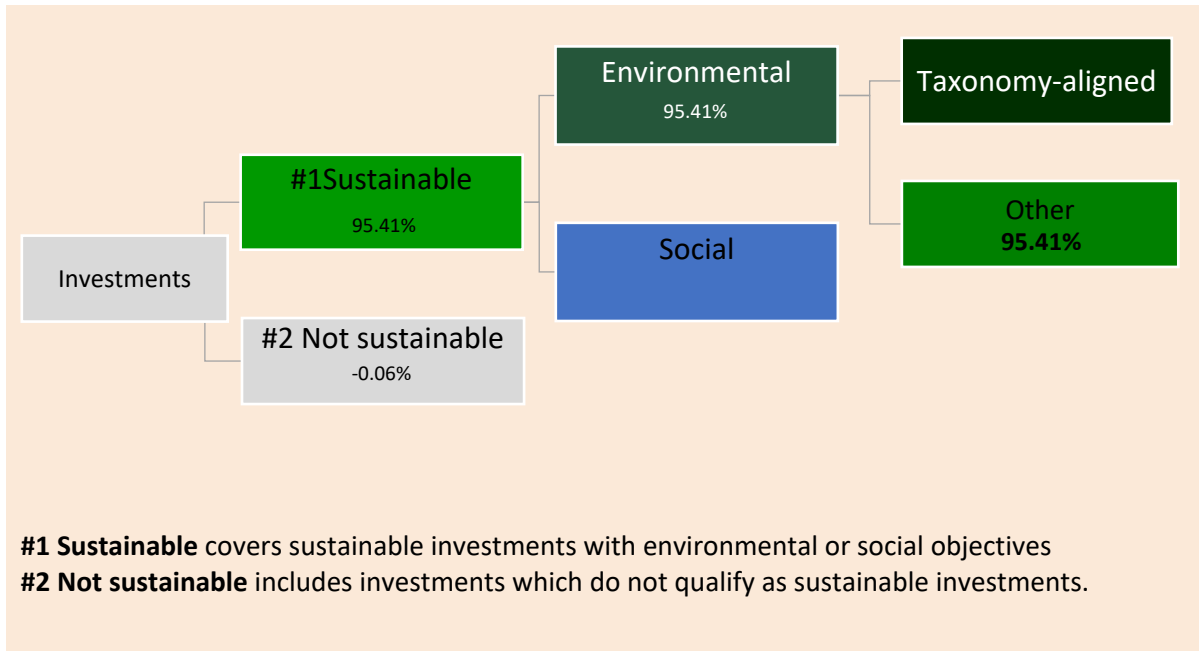 Investments
#1Sustainable
95.41%
#2 Not sustainable
-0.06%
Environmental
95.41%
Social
Taxonomy-aligned
Other
95.41%
#1 Sustainable covers sustainable investments with environmental or social objectives
#2 Not sustainable includes investments which do not qualify as sustainable investments.